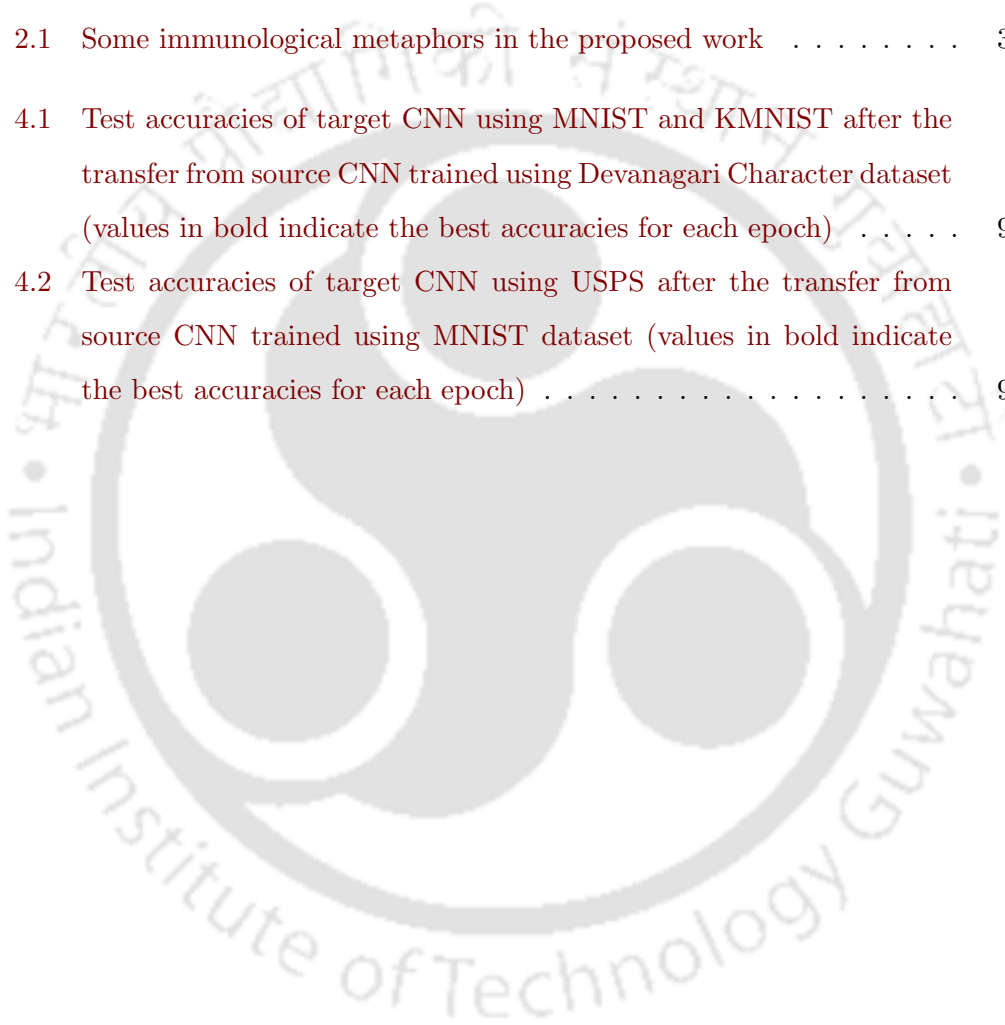 2.1 Some immunological metaphors in the proposed work . . . . . . . . 3
4.1 Test accuracies of target CNN using MNIST and KMNIST after the
transfer from source CNN trained using Devanagari Character dataset
(values in bold indicate the best accuracies for each epoch) . . . . . 9
4.2 Test accuracies of target CNN using USPS after the transfer from
source CNN trained using MNIST dataset (values in bold indicate
the best accuracies for each epoch) . . . . . . . . . . . . . . . . . . . 9
Indian Institute of Technology Guwahati